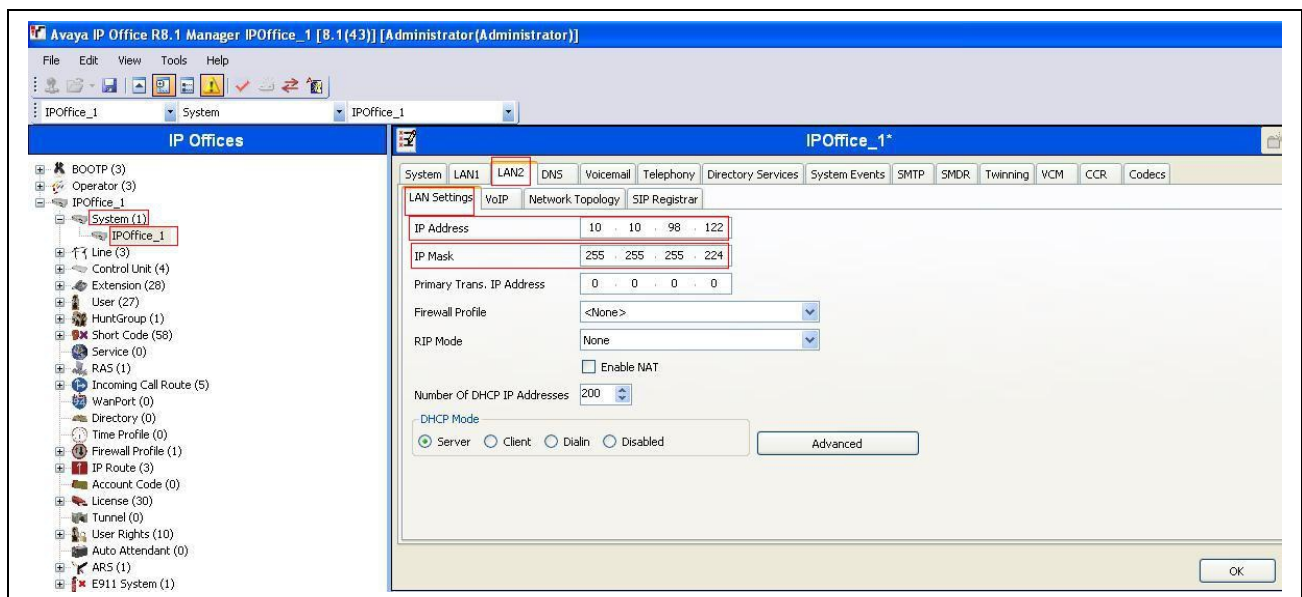 Avaya IP Office R8.1 Manager IPOffice_1 [8.1(43)] [Administrator(Administrator)]
File Edit View Tools Help
IPOffice_1 System IPOffice_1
IP Offices
BOOTP (3)
Operator (3)
IPOffice_1
System (1)
IPOffice_1
Line (3)
Control Unit (4)
Extension (28)
User (27)
HuntGroup (1)
Short Code (58)
Service (0)
RAS (1)
Incoming Call Route (5)
WanPort (0)
Directory (0)
Time Profile (0)
Firewall Profile (1)
IP Route (3)
Account Code (0)
License (30)
Tunnel (0)
User Rights (10)
Auto Attendant (0)
ARS (1)
E911 System (1)
IPOffice_1*
System LAN1 LAN2 DNS Voicemail Telephony Directory Services System Events SMTP SMDR Twinning VCM CCR Codecs
LAN Settings VoIP Network Topology SIP Registrar
IP Address 10 . 10 . 98 . 122
IP Mask 255 . 255 . 255 . 224
Primary Trans. IP Address 0 . 0 . 0 . 0
Firewall Profile <None>
RIP Mode None
Enable NAT
Number Of DHCP IP Addresses 200
DHCP Mode
Server Client Dialin Disabled Advanced
OK